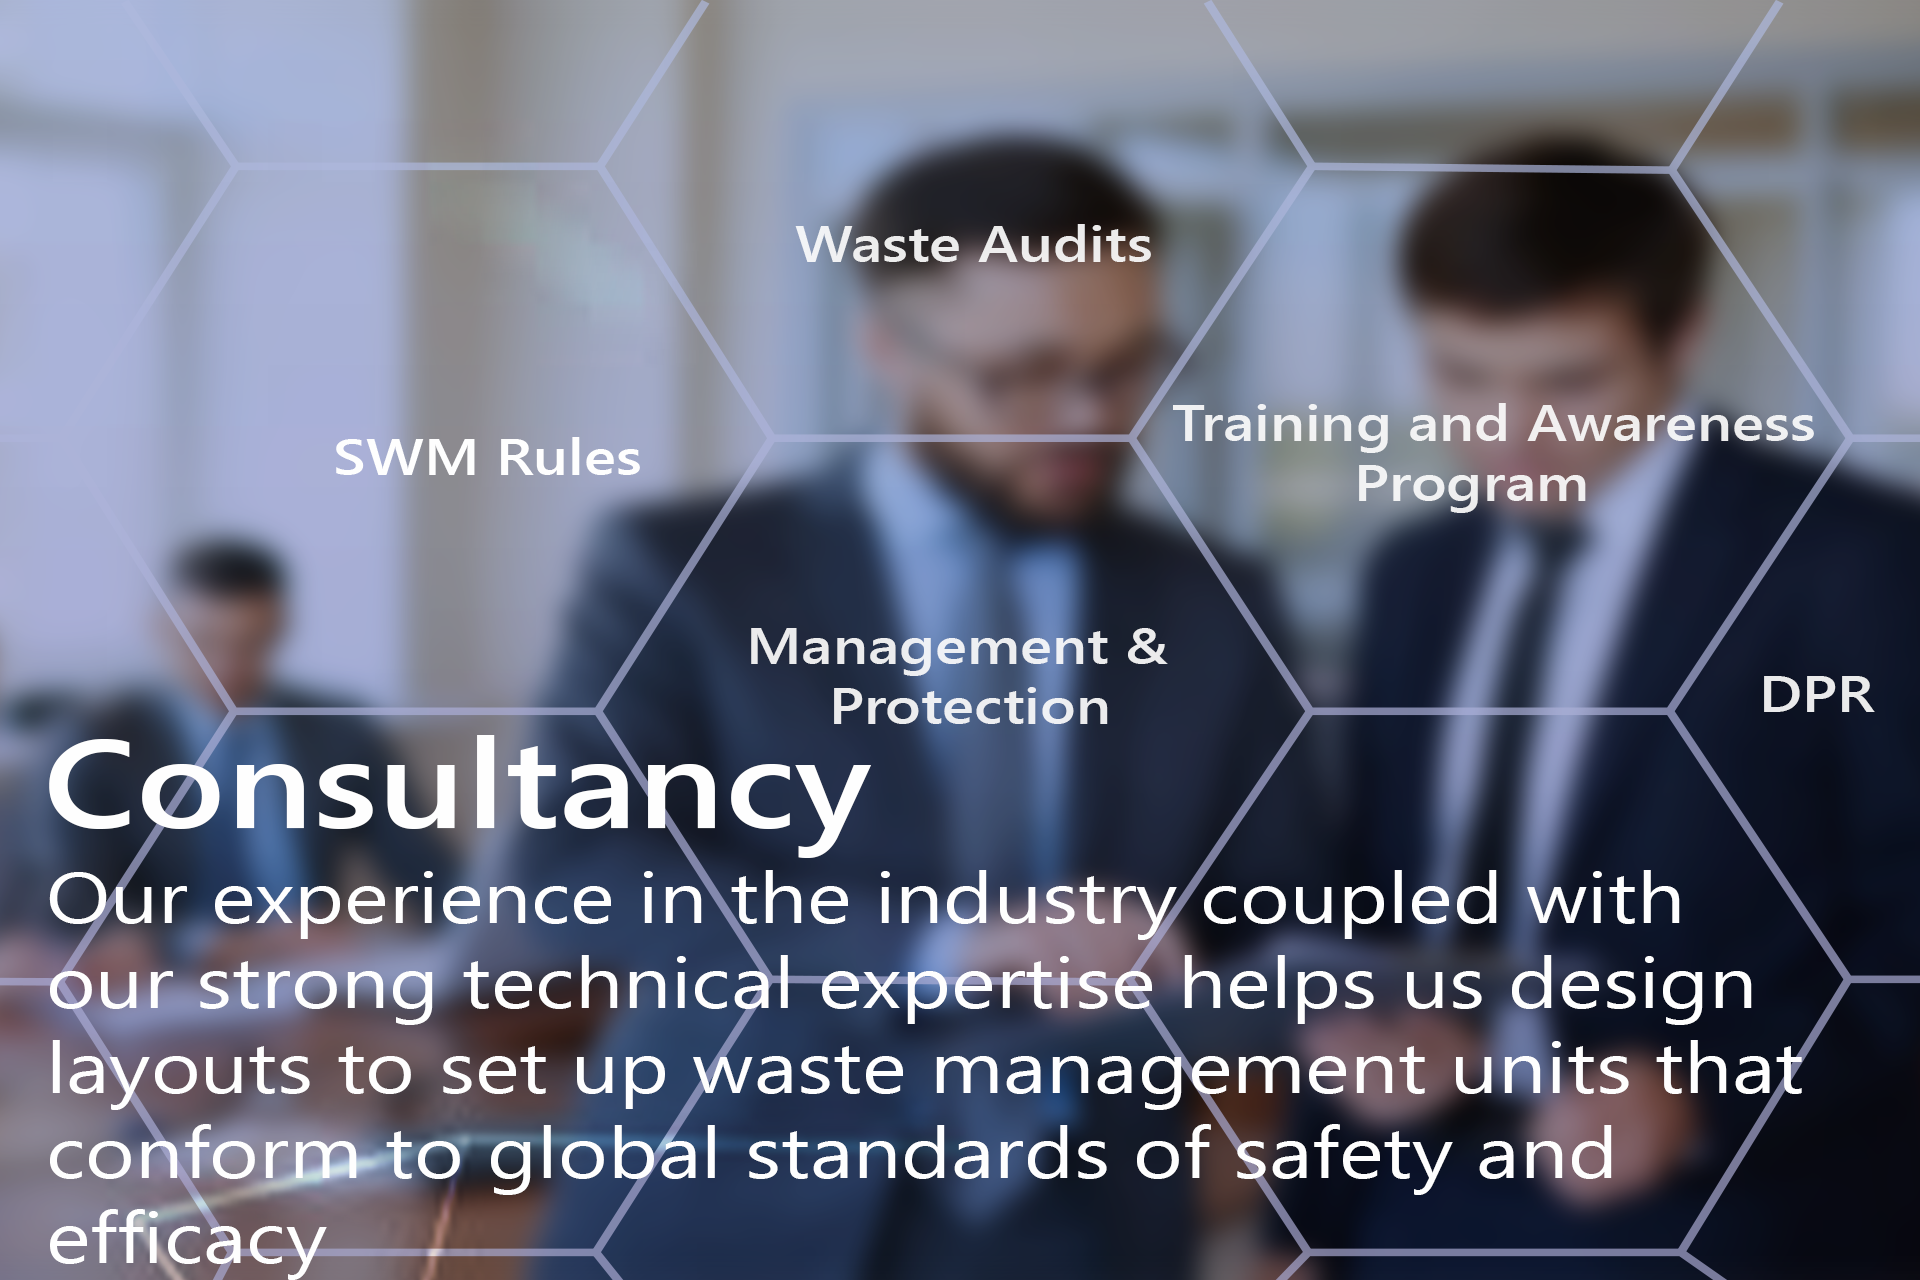 Waste Audits
SWM Rules
Training and Awareness
Program
Management &
Protection
DPR
Consultancy
Our experience in the industry coupled with
our strong technical expertise helps us design
layouts to set up waste management units that
conform to global standards of safety and
efficacy